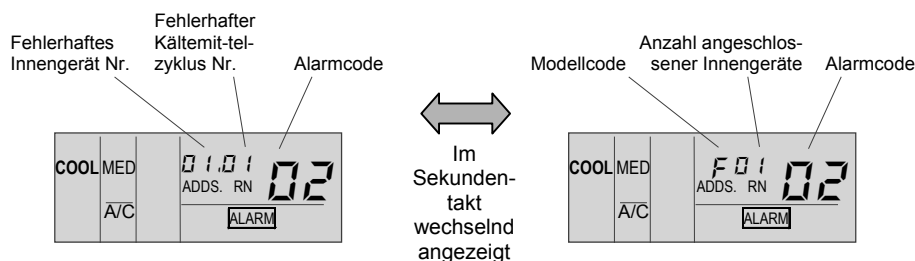 Fehlerhaftes
Innengerät Nr.
Fehlerhafter
Kältemit-tel-
zyklus Nr.
Alarmcode
COOL MED
A/C
01.01
ADDS. RN
02
ALARM
Im
Sekunden-
takt
wechselnd
angezeigt
Modellcode
Anzahl angeschlos-
sener Innengeräte
Alarmcode
COOL MED
A/C
F01
ADDS. RN
02
ALARM